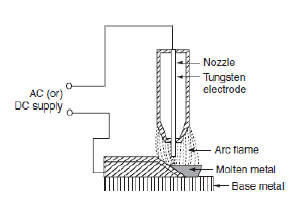 Nozzle
Tungsten
electrode
AC (or)
DC supply
Arc flame
Molten metal
Base metal